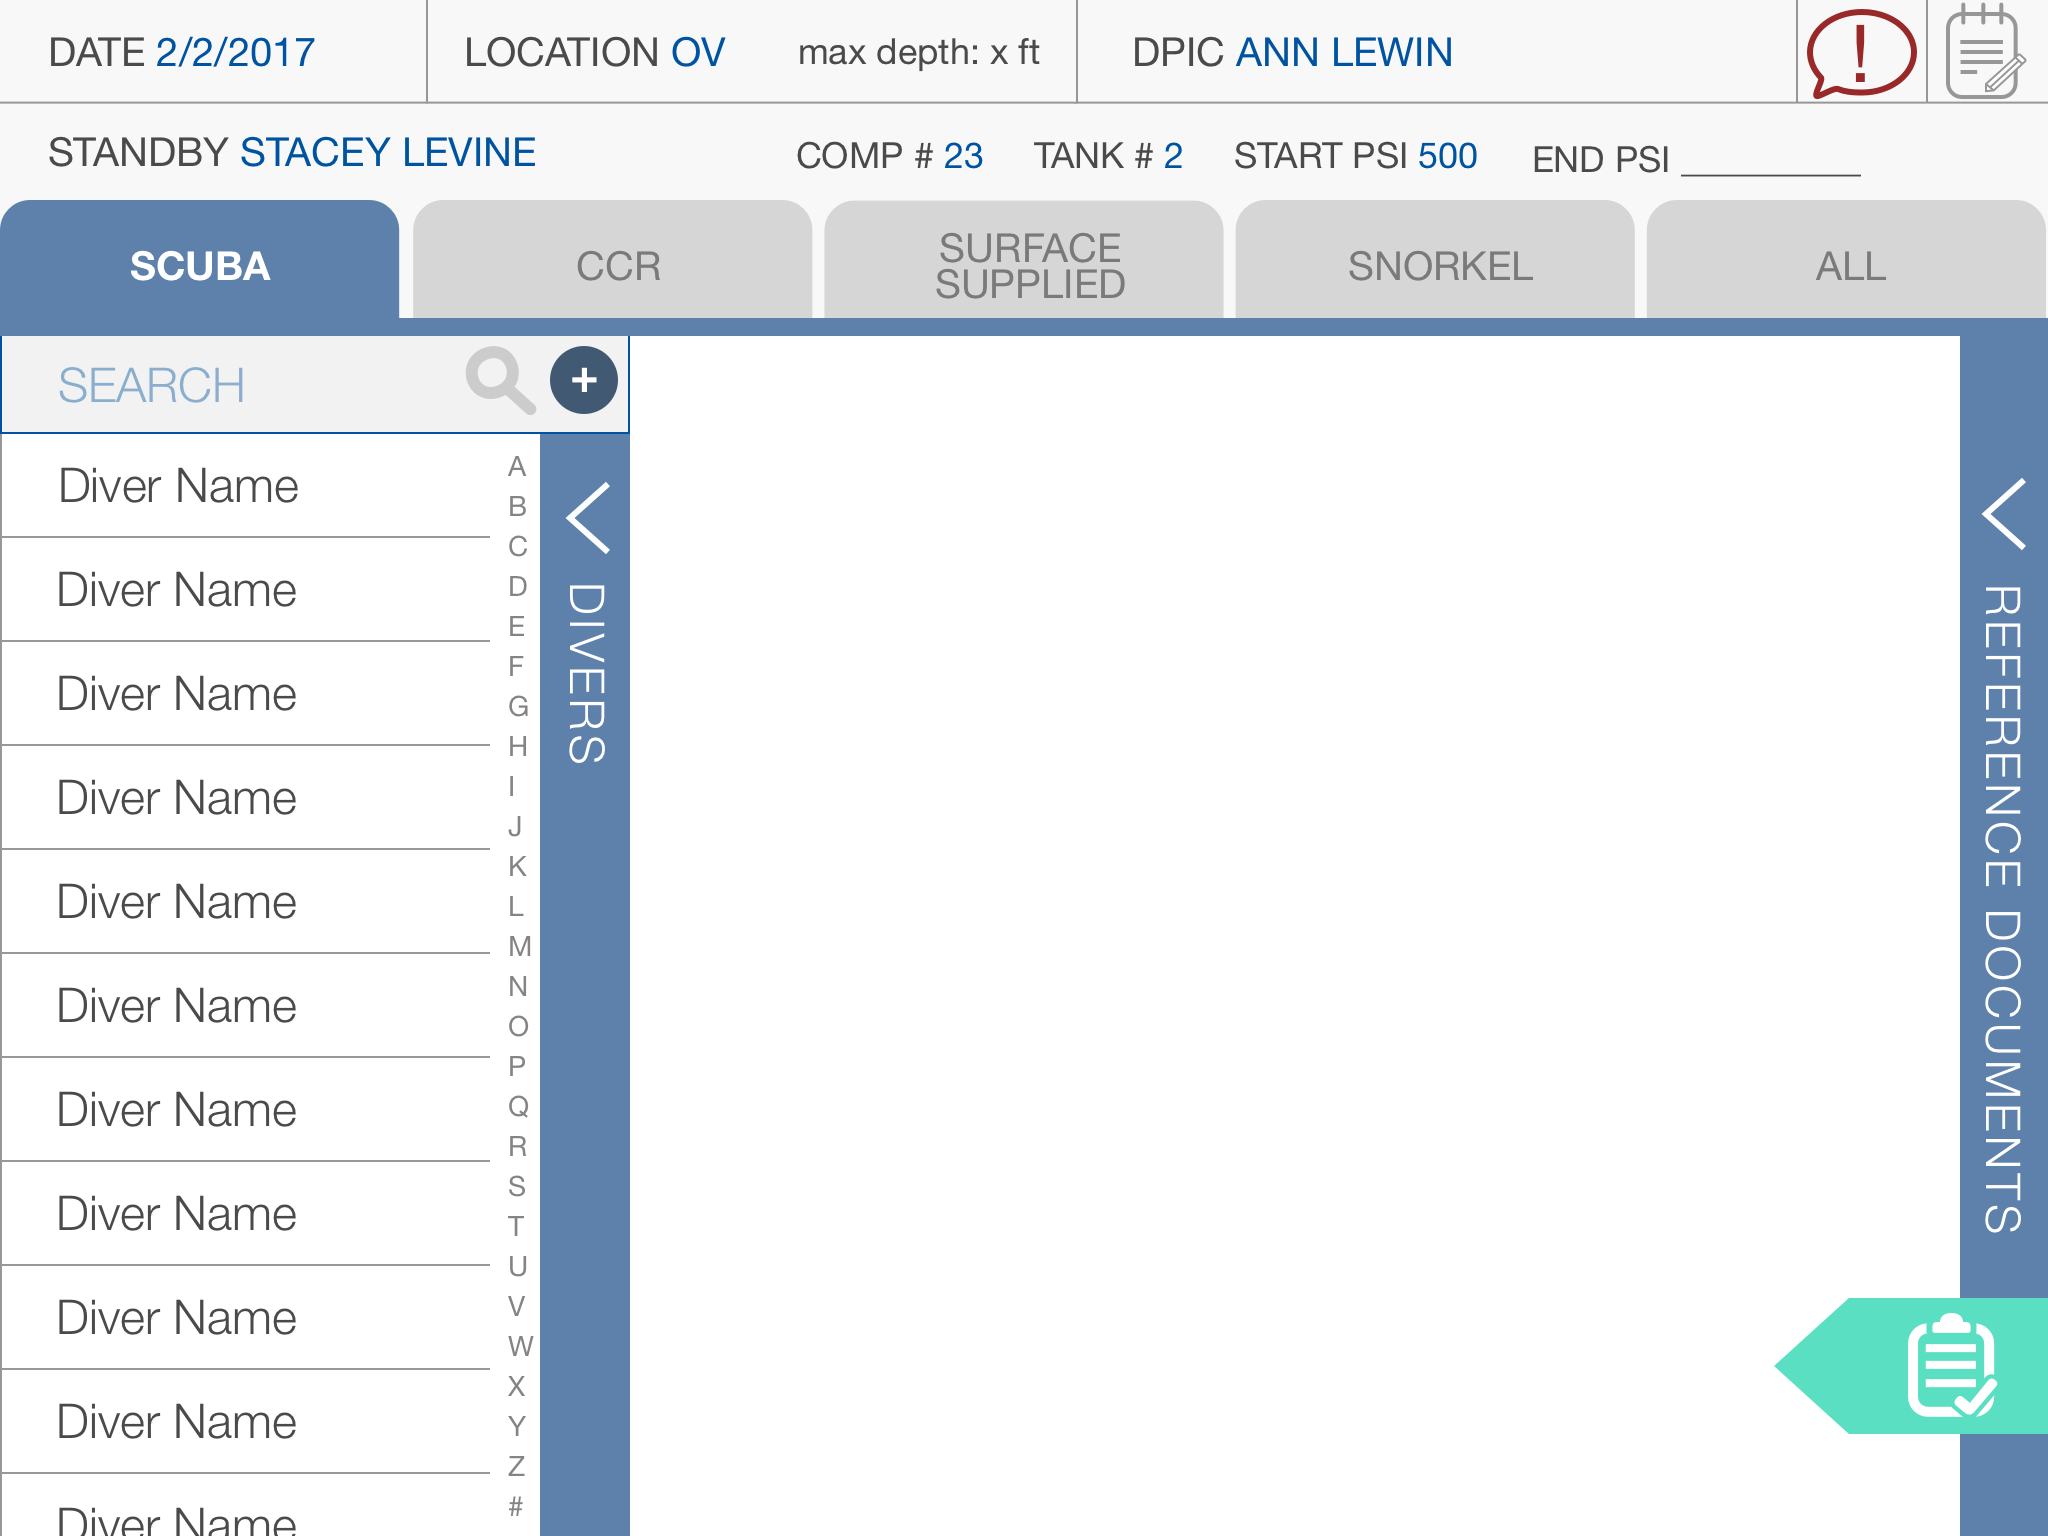 DATE 2/2/2017
LOCATION OV
max depth: x ft
DPIC ANN LEWIN
!
STANDBY STACEY LEVINE
COMP # 23
TANK # 2
START PSI 500
END PSI
SCUBA
CCR
SURFACE
SUPPLIED
SNORKEL
ALL
SEARCH
+
Diver Name
Diver Name
Diver Name
Diver Name
Diver Name
Diver Name
Diver Name
Diver Name
Diver Name
Diver Name
Diver Name
A
B
C
D
E
F
G
H
I
J
K
L
M
N
O
P
Q
R
S
T
U
V
W
X
Y
Z
#
DIVERS
REFERENCE DOCUMENTS